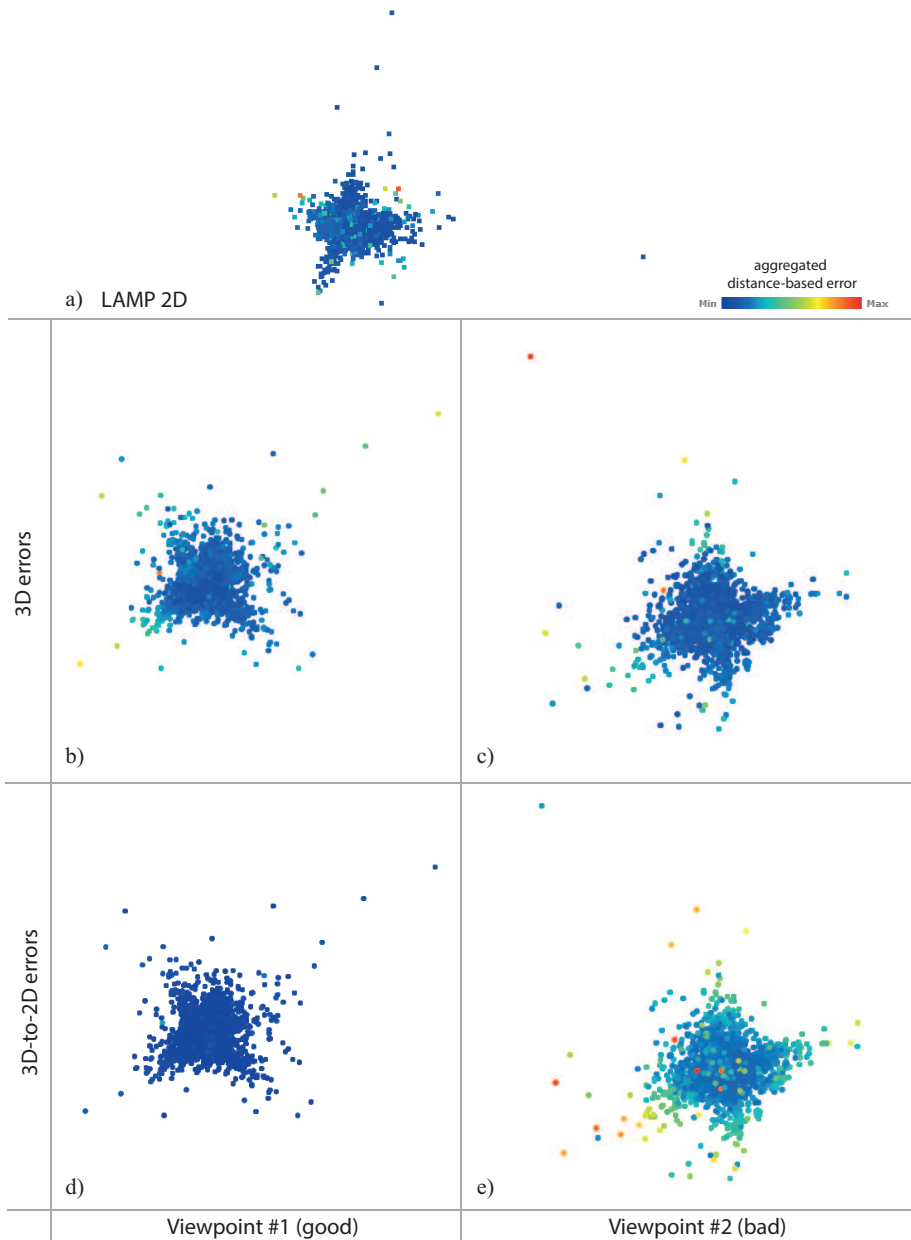 aggregated
distance-based error
Min Max
a) LAMP 2D
3D errors
b)
c)
3D-to-2D errors
d)
e)
Viewpoint #1 (good)
Viewpoint #2 (bad)